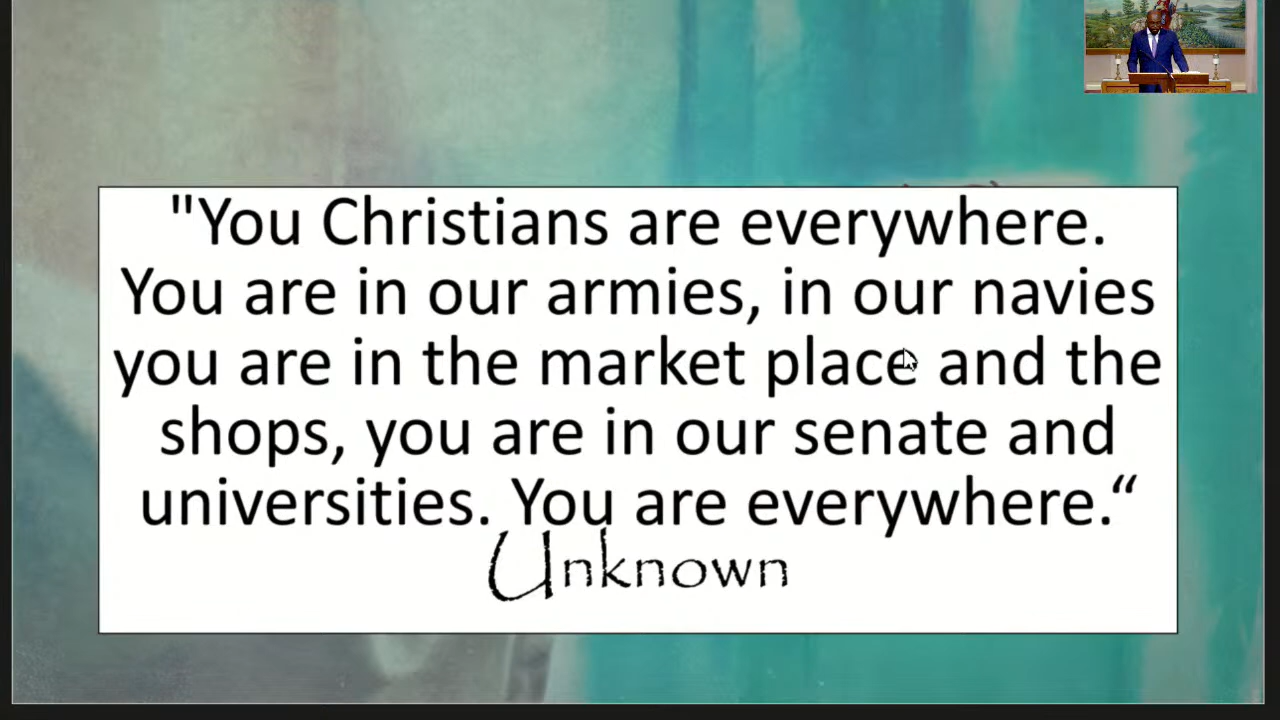 "You Christians are everywhere.
You are in our armies, in our navies
you are in the market place and the
shops, you are in our senate and
universities. You are everywhere.“
Unknown